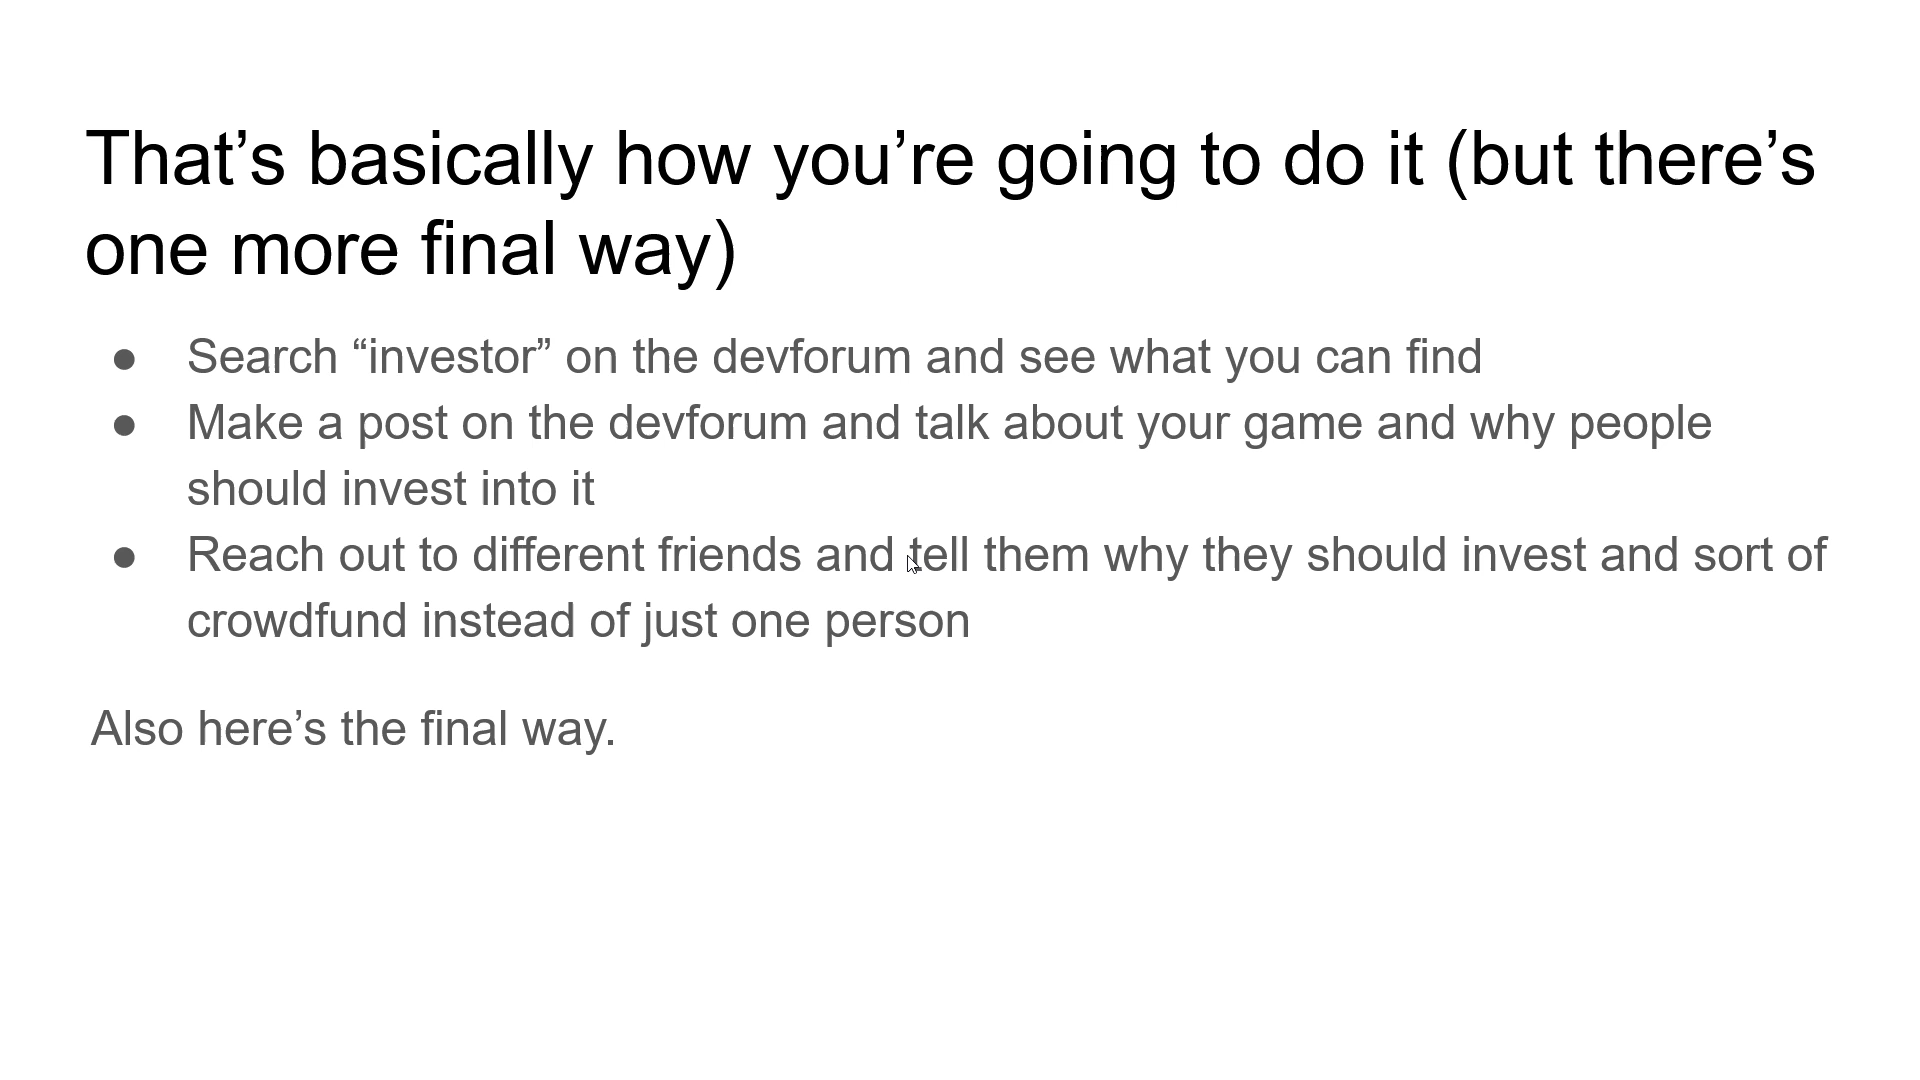 That’s basically how you’re going to do it (but there’s
one more final way)
● Search “investor” on the devforum and see what you can find
● Make a post on the devforum and talk about your game and why people
should invest into it
● Reach out to different friends and tell them why they should invest and sort of
crowdfund instead of just one person
Also here’s the final way.